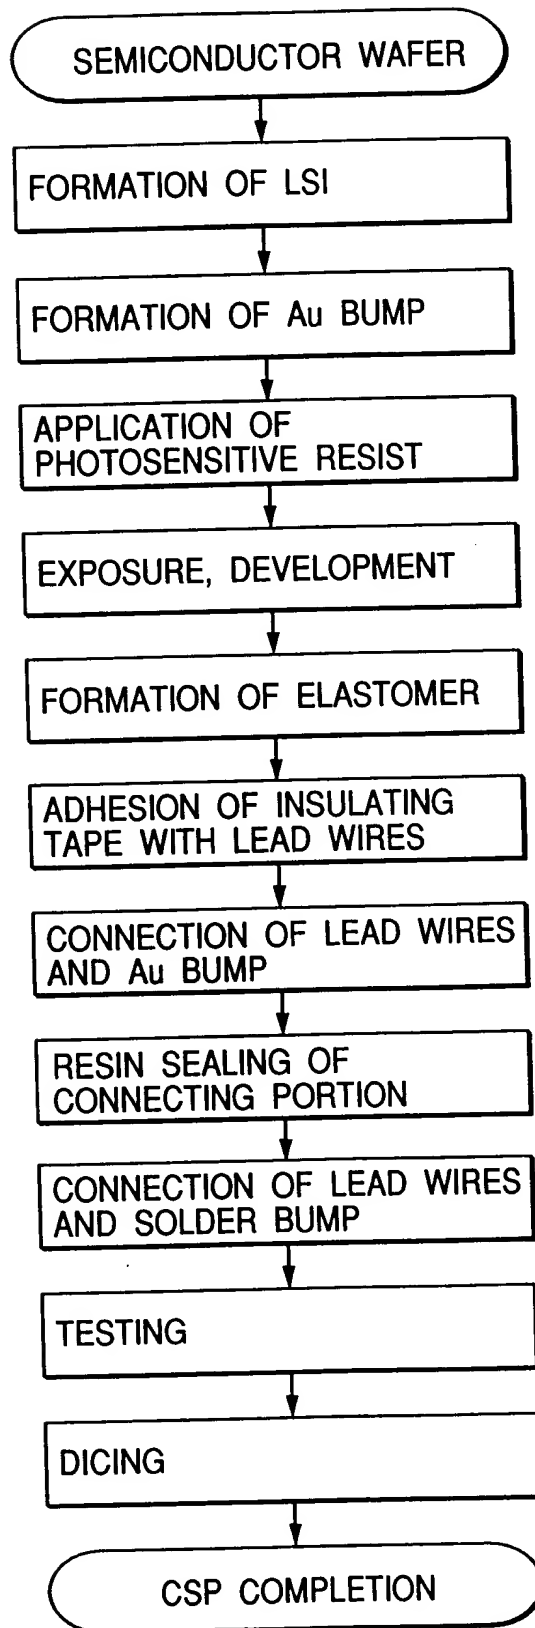 SEMICONDUCTOR WAFER
FORMATION OF LSI
FORMATION OF Au BUMP
APPLICATION OF
PHOTOSENSITIVE RESIST
EXPOSURE, DEVELOPMENT
FORMATION OF ELASTOMER
ADHESION OF INSULATING
TAPE WITH LEAD WIRES
CONNECTION OF LEAD WIRES
AND Au BUMP
RESIN SEALING OF
CONNECTING PORTION
CONNECTION OF LEAD WIRES
AND SOLDER BUMP
TESTING
DICING
CSP COMPLETION